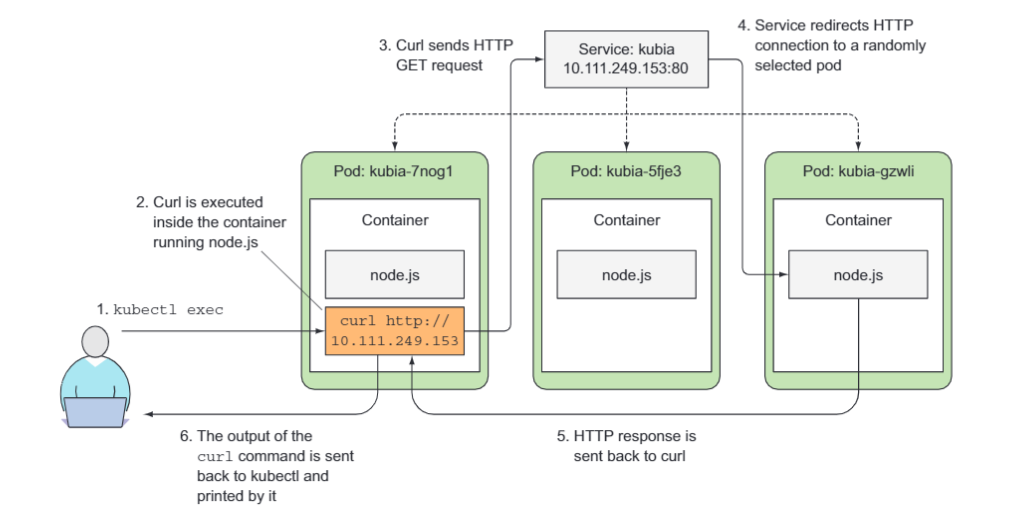 3. Curl sends HTTP
GET request
Service: kubia
10.111.249.153:80
4. Service redirects HTTP
connection to a randomly
selected pod
Pod: kubia-7nog1
Pod: kubia-5fje3
Pod: kubia-gzwli
2. Curl is executed
inside the container
running node.js
Container
Container
Container
node.js
node.js
node.js
1. kubectl exec
curl http://
10.111.249.153
6. The output of the
curl command is sent
back to kubectl and
printed by it
5. HTTP response is
sent back to curl